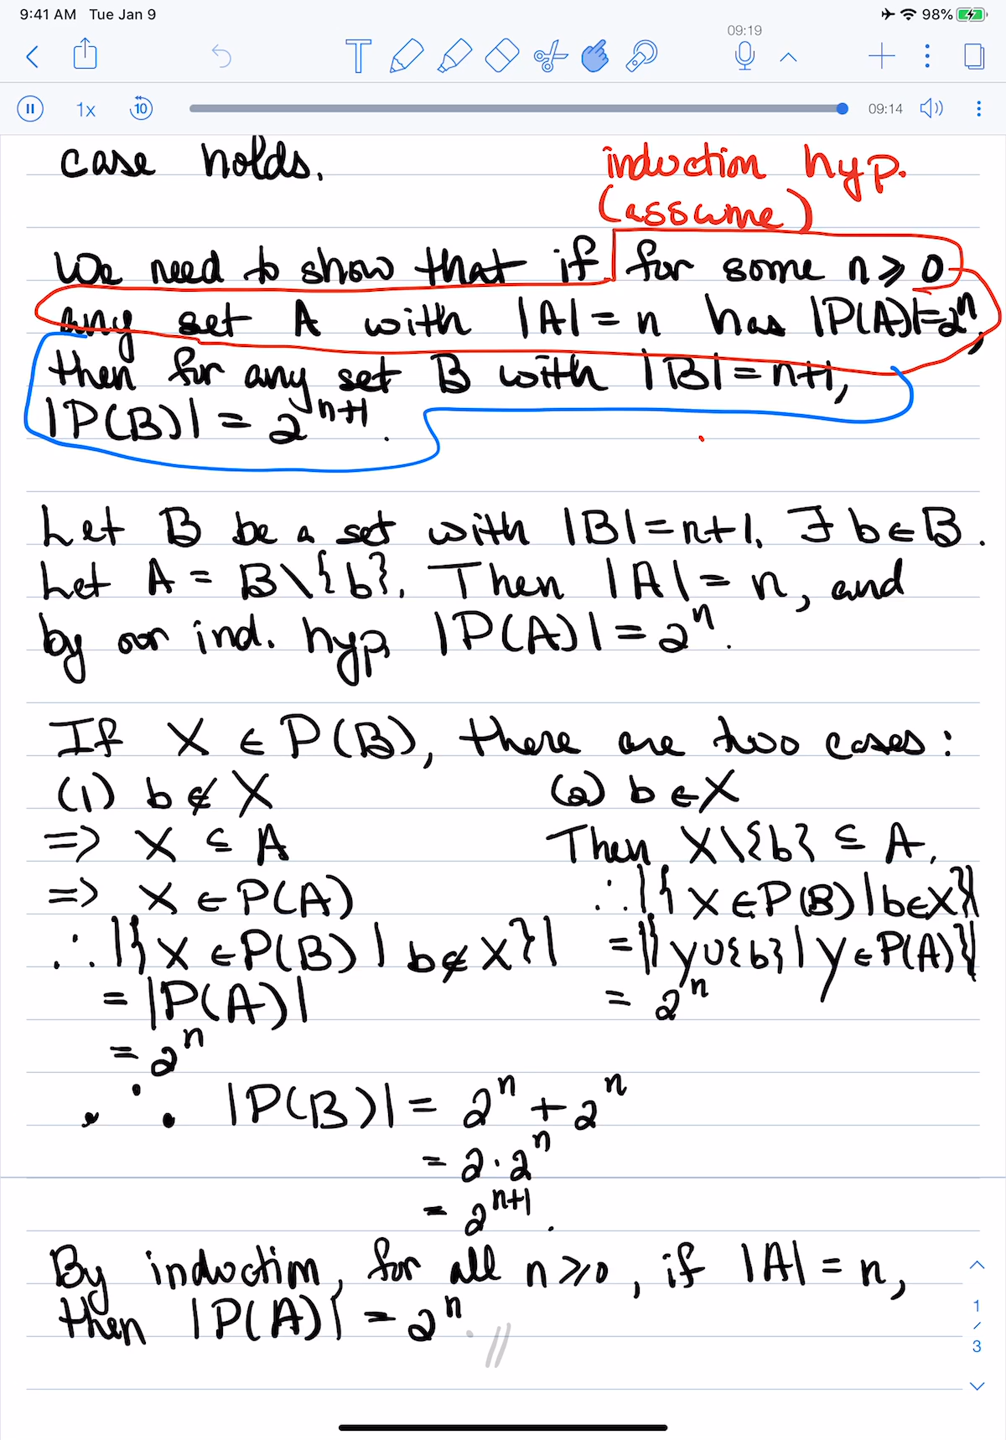 9:41 AM Tue Jan 9
98%
09:19
1x
10
09:14
case holds.
induction hyp.
(assume)
We need to show that if for some n ≥ 0
any set A with |A| = n has |P(A)| = 2ⁿ,
then for any set B with |B| = n+1,
|P(B)| = 2ⁿ⁺¹.
Let B be a set with |B| = n+1. ∃ b ∈ B.
Let A = B\{b}. Then |A| = n, and
by our ind. hyp. |P(A)| = 2ⁿ.
If X ∈ P(B), there are two cases:
(1) b ∉ X
⇒ X ⊆ A
⇒ X ∈ P(A)
∴ |{X ∈ P(B) | b ∉ X}|
= |P(A)|
= 2ⁿ
(2) b ∈ X
Then X\{b} ⊆ A.
∴ |{X ∈ P(B) | b ∈ X}|
= |{Y ∪ {b} | Y ∈ P(A)}|
= 2ⁿ
∴ |P(B)| = 2ⁿ + 2ⁿ
= 2 · 2ⁿ
= 2ⁿ⁺¹.
By induction, for all n ≥ 0, if |A| = n,
then |P(A)| = 2ⁿ. //
1
/
3